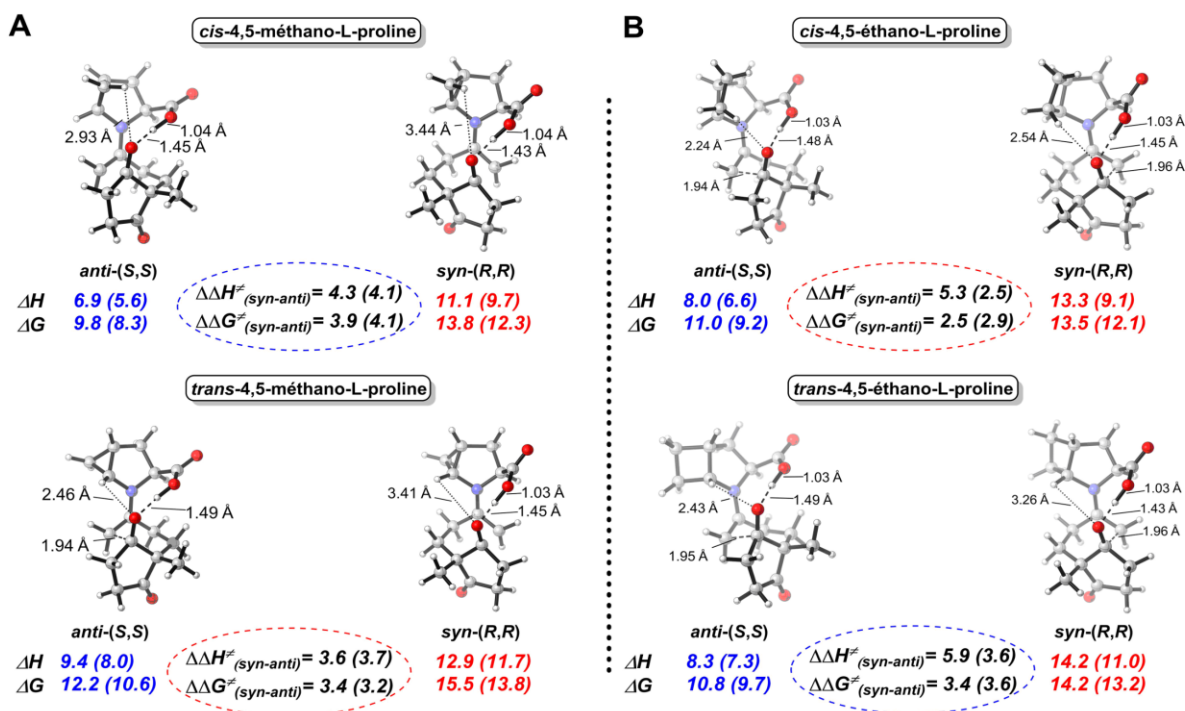 A
cis-4,5-méthano-L-proline
2.93 Å
1.04 Å
1.45 Å
3.44 Å
1.04 Å
1.43 Å
anti-(S,S)
syn-(R,R)
ΔH 6.9 (5.6) ΔΔH≠(syn-anti)= 4.3 (4.1) 11.1 (9.7)
ΔG 9.8 (8.3) ΔΔG≠(syn-anti)= 3.9 (4.1) 13.8 (12.3)
trans-4,5-méthano-L-proline
2.46 Å
1.49 Å
1.94 Å
3.41 Å
1.03 Å
1.45 Å
anti-(S,S)
syn-(R,R)
ΔH 9.4 (8.0) ΔΔH≠(syn-anti)= 3.6 (3.7) 12.9 (11.7)
ΔG 12.2 (10.6) ΔΔG≠(syn-anti)= 3.4 (3.2) 15.5 (13.8)
B
cis-4,5-éthano-L-proline
1.03 Å
2.24 Å
1.48 Å
1.94 Å
1.03 Å
2.54 Å
1.45 Å
1.96 Å
anti-(S,S)
syn-(R,R)
ΔH 8.0 (6.6) ΔΔH≠(syn-anti)= 5.3 (2.5) 13.3 (9.1)
ΔG 11.0 (9.2) ΔΔG≠(syn-anti)= 2.5 (2.9) 13.5 (12.1)
trans-4,5-éthano-L-proline
1.03 Å
2.43 Å
1.49 Å
1.95 Å
1.03 Å
3.26 Å
1.43 Å
1.96 Å
anti-(S,S)
syn-(R,R)
ΔH 8.3 (7.3) ΔΔH≠(syn-anti)= 5.9 (3.6) 14.2 (11.0)
ΔG 10.8 (9.7) ΔΔG≠(syn-anti)= 3.4 (3.6) 14.2 (13.2)